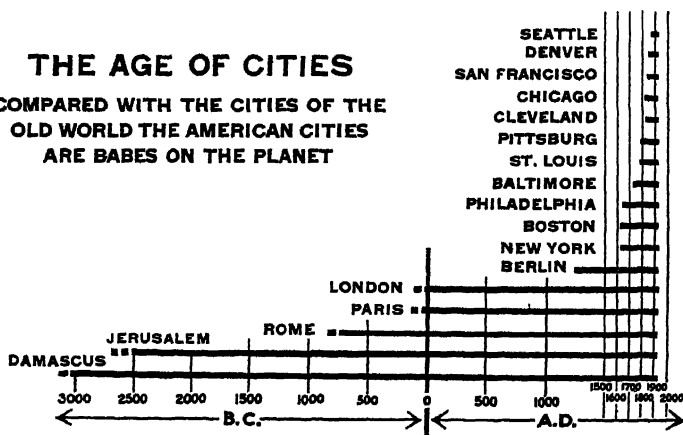 THE AGE OF CITIES
COMPARED WITH THE CITIES OF THE
OLD WORLD THE AMERICAN CITIES
ARE BABES ON THE PLANET
SEATTLE
DENVER
SAN FRANCISCO
CHICAGO
CLEVELAND
PITTSBURG
ST. LOUIS
BALTIMORE
PHILADELPHIA
BOSTON
NEW YORK
BERLIN
LONDON
PARIS
ROME
JERUSALEM
DAMASCUS
3000 2500 2000 1500 1000 500 0 500 1000 1500 1600 1700 1800 1900 2000
B.C. A.D.